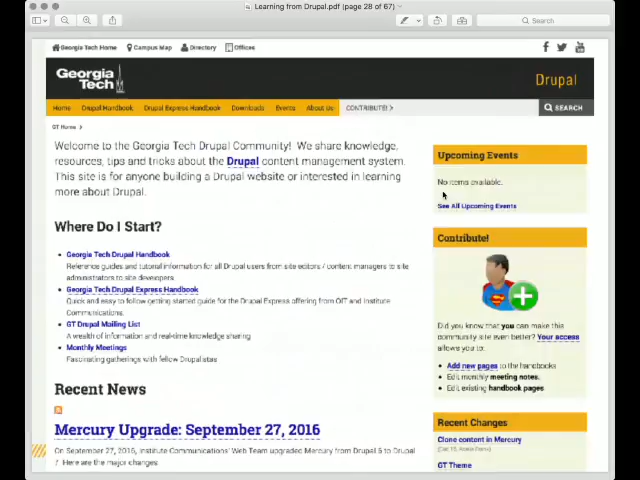 Learning from Drupal.pdf (page 28 of 67)
Search
Georgia Tech Home Campus Map Directory Offices
Georgia
Tech
Drupal
Home Drupal Handbook Drupal Express Handbook Downloads Events About Us CONTRIBUTE! SEARCH
GT Home
Welcome to the Georgia Tech Drupal Community! We share knowledge,
resources, tips and tricks about the Drupal content management system.
This site is for anyone building a Drupal website or interested in learning
more about Drupal.
Where Do I Start?
Georgia Tech Drupal Handbook
Reference guides and tutorial information for all Drupal users from site editors / content managers to site
administrators to site developers
Georgia Tech Drupal Express Handbook
Quick and easy to follow getting started guide for the Drupal Express offering from OIT and Institute
Communications.
GT Drupal Mailing List
A wealth of information and real-time knowledge sharing
Monthly Meetings
Fascinating gatherings with fellow Drupalistas
Recent News
Mercury Upgrade: September 27, 2016
On September 27, 2016, Institute Communications' Web Team upgraded Mercury from Drupal 6 to Drupal
7. Here are the major changes:
Upcoming Events
No items available.
See All Upcoming Events
Contribute!
Did you know that you can make this
community site even better? Your access
allows you to:
Add new pages to the handbooks
Edit monthly meeting notes.
Edit existing handbook pages.
Recent Changes
Clone content in Mercury
GT Theme